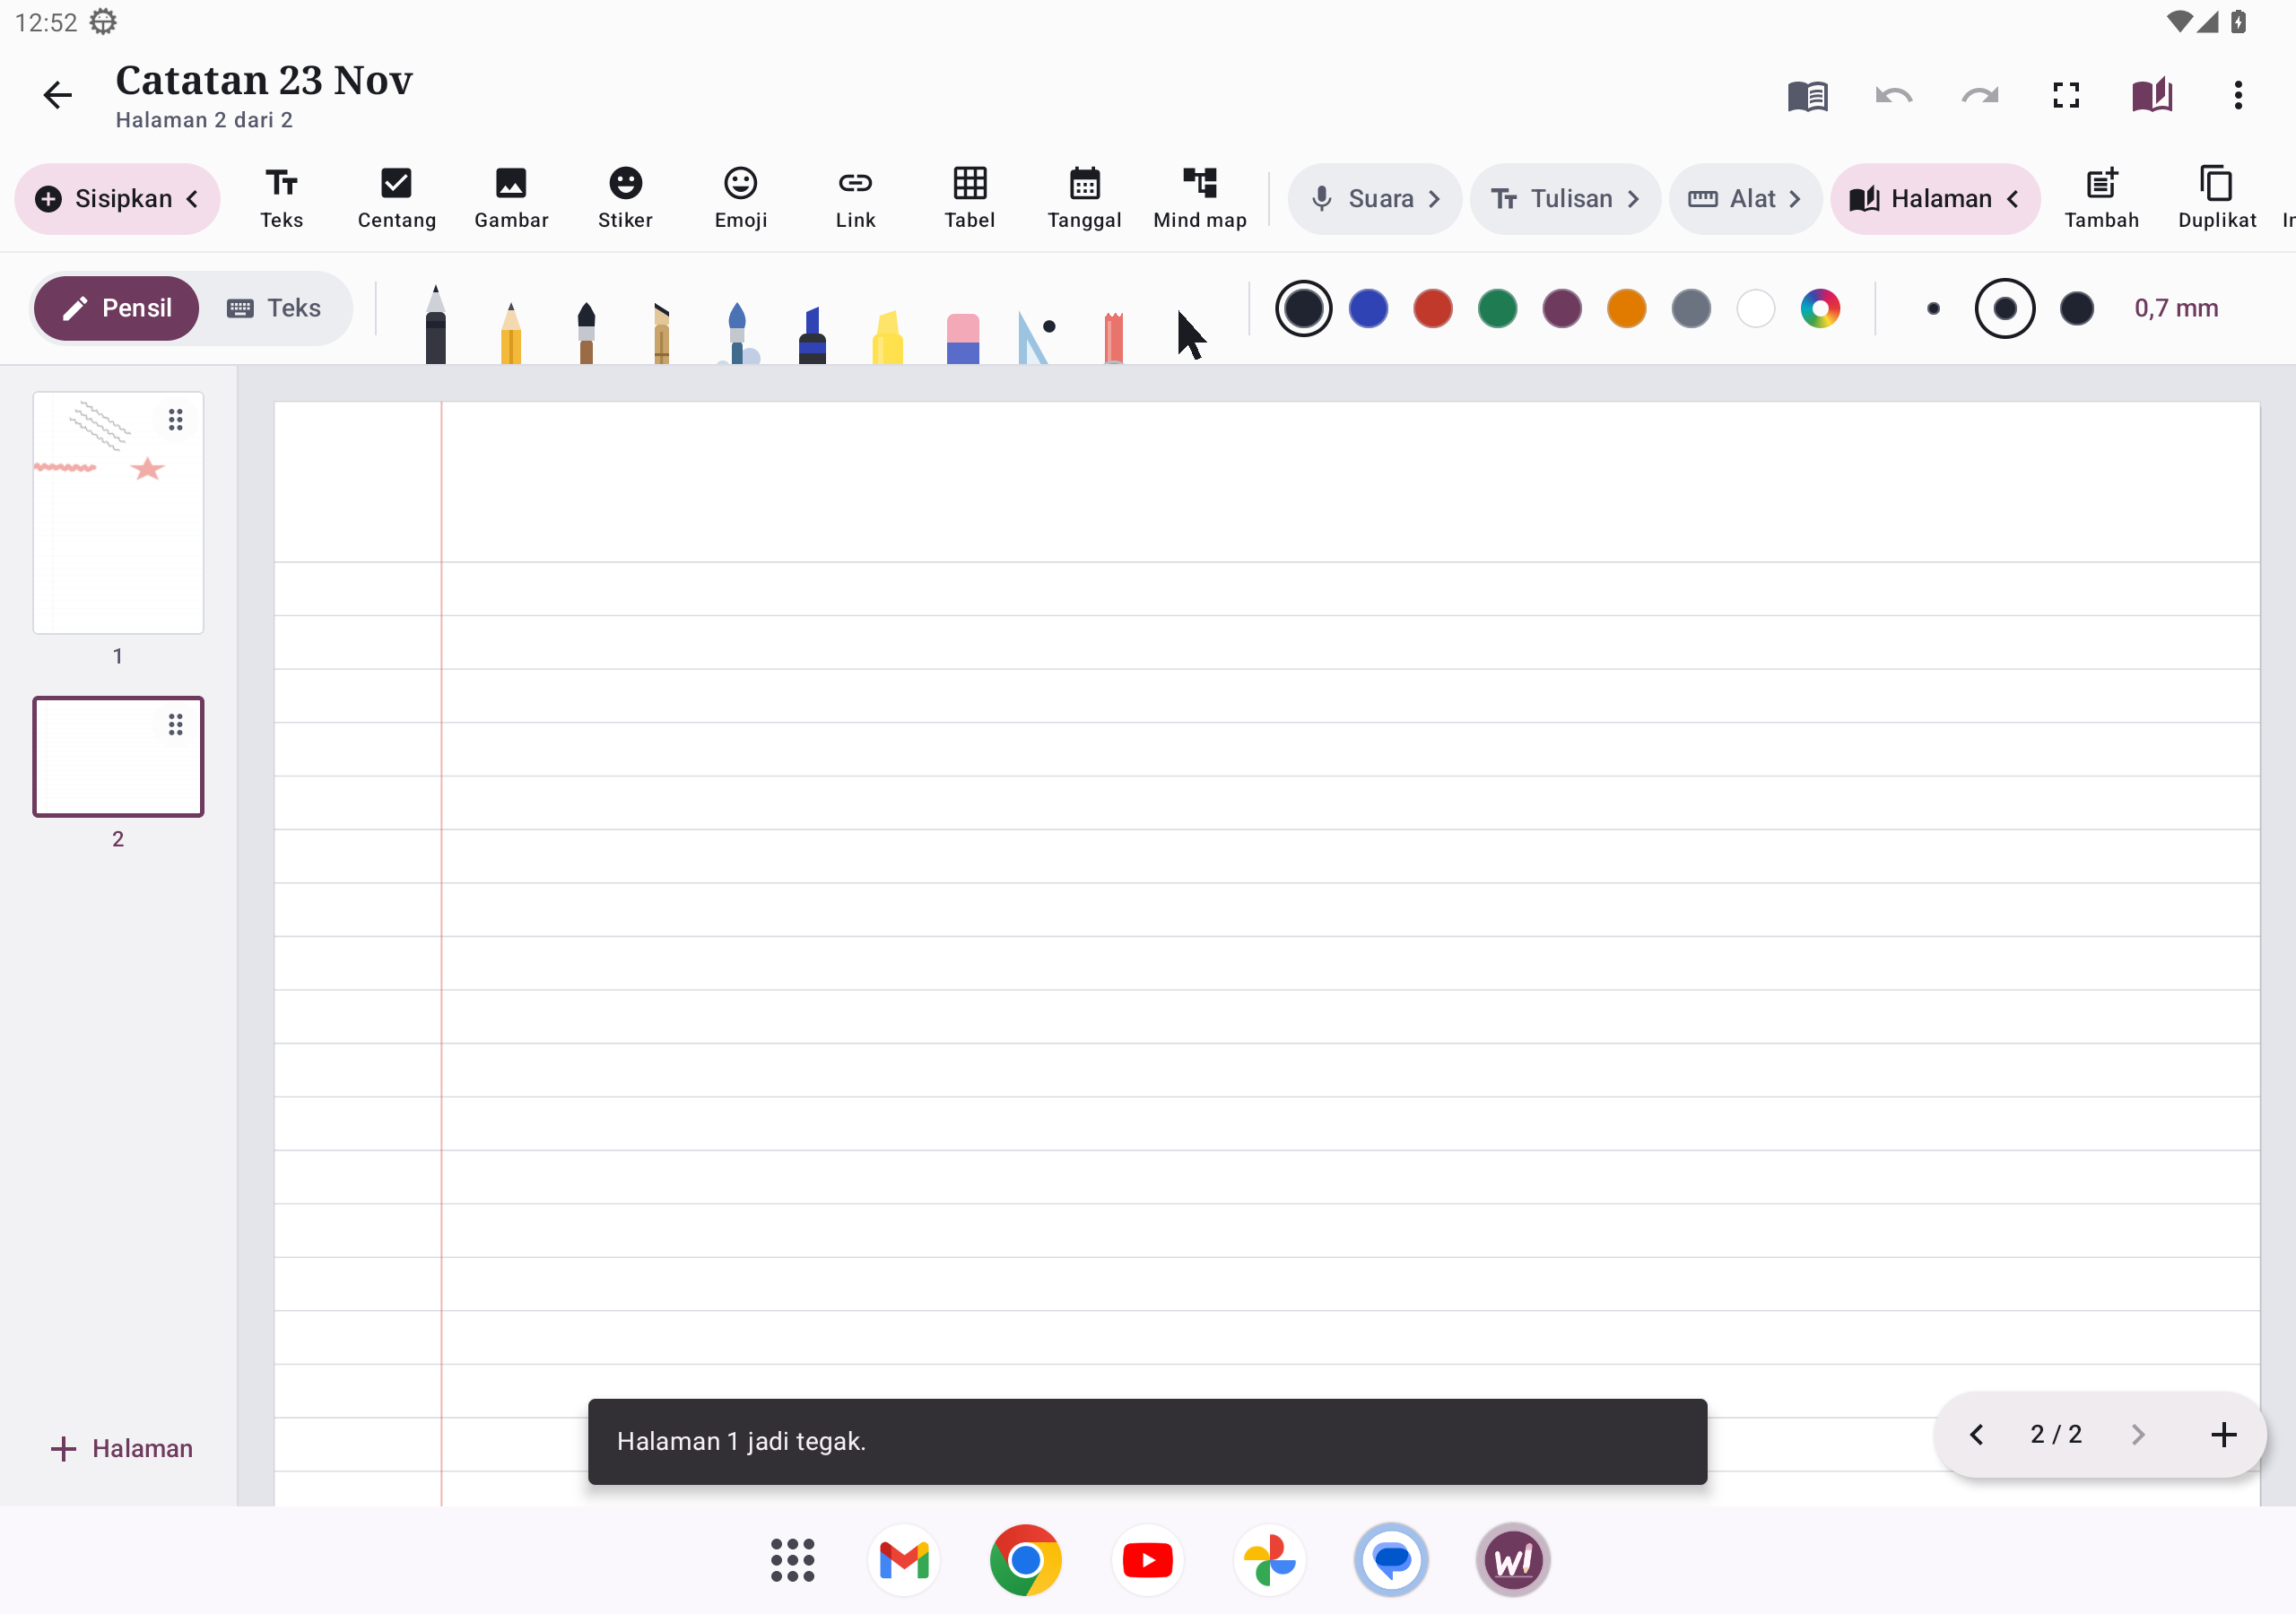 12:52
Catatan 23 Nov
Halaman 2 dari 2
Sisipkan
Teks
Centang
Gambar
Stiker
Emoji
Link
Tabel
Tanggal
Mind map
Suara
Tulisan
Alat
Halaman
Tambah
Duplikat
Pensil
Teks
0,7 mm
1
2
Halaman
Halaman 1 jadi tegak.
2 / 2